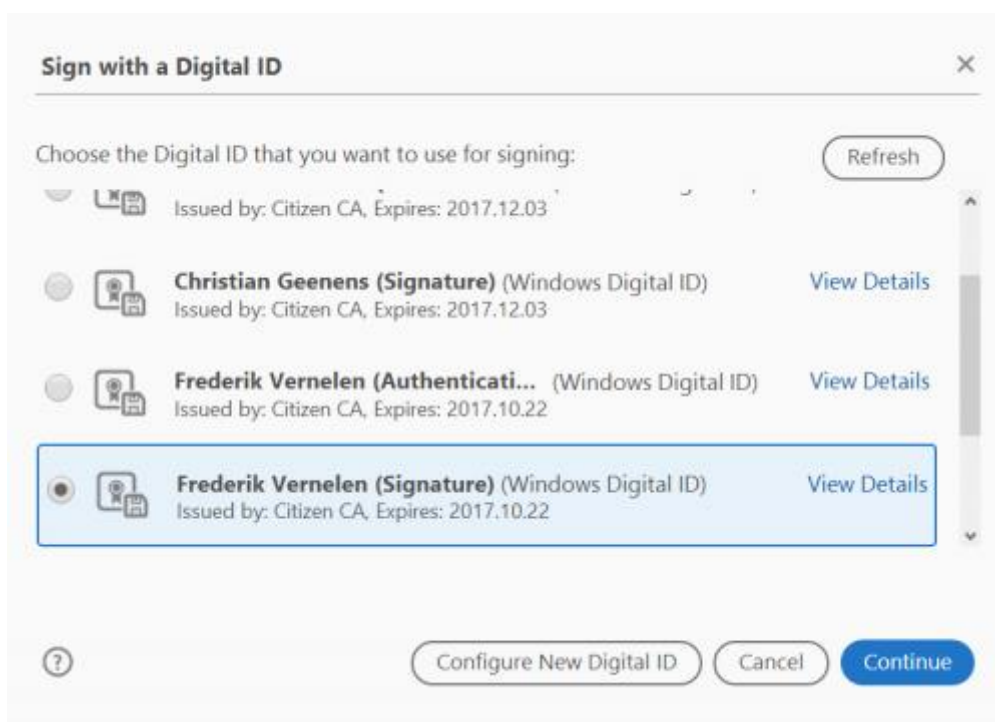 Sign with a Digital ID
Choose the Digital ID that you want to use for signing:
Refresh
Issued by: Citizen CA, Expires: 2017.12.03
Christian Geenens (Signature) (Windows Digital ID)
View Details
Issued by: Citizen CA, Expires: 2017.12.03
Frederik Vernelen (Authenticati... (Windows Digital ID)
View Details
Issued by: Citizen CA, Expires: 2017.10.22
Frederik Vernelen (Signature) (Windows Digital ID)
View Details
Issued by: Citizen CA, Expires: 2017.10.22
?
Configure New Digital ID
Cancel
Continue